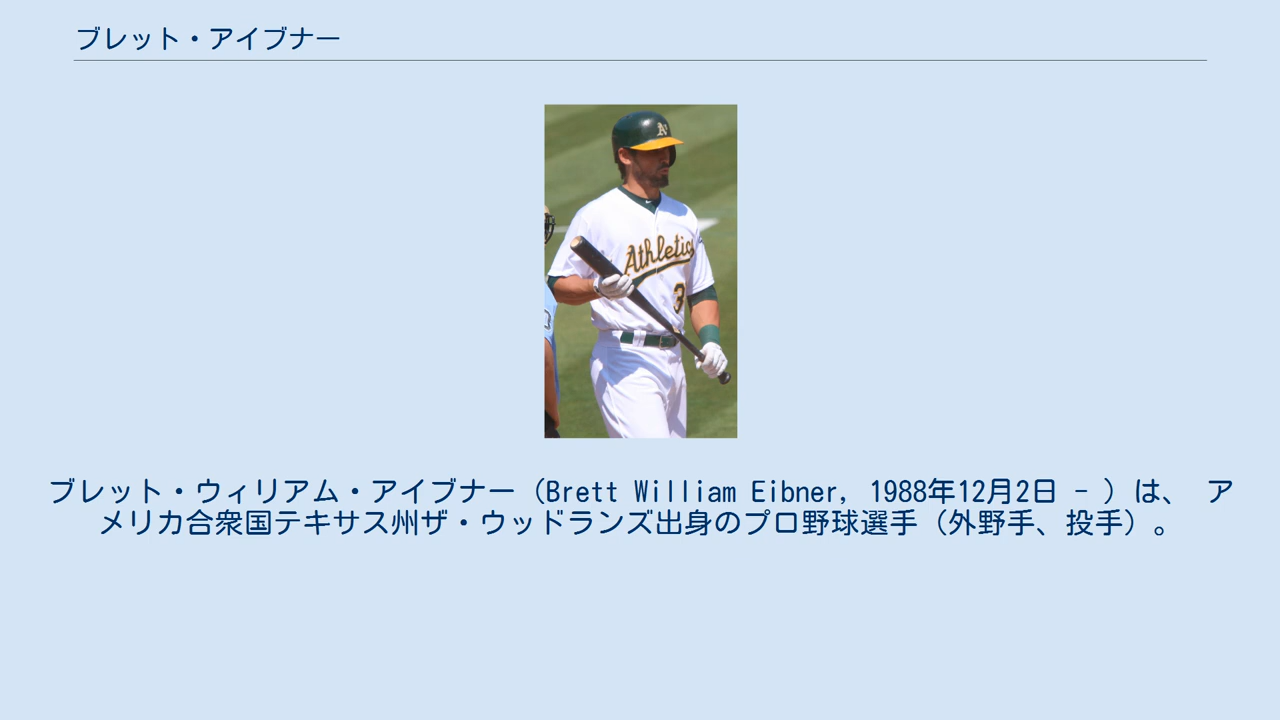 ブレット・アイブナー
Athletics
3
ブレット・ウィリアム・アイブナー（Brett William Eibner, 1988年12月2日 - ）は、 ア
メリカ合衆国テキサス州ザ・ウッドランズ出身のプロ野球選手（外野手、投手）。